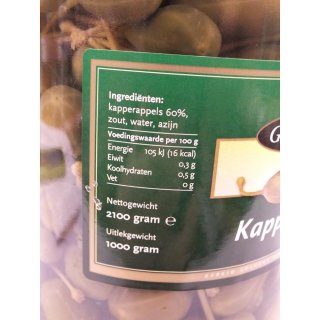 Ingrediënten:
kapperappels 60%,
zout, water, azijn
Voedingswaarde per 100 g
Energie 105 kJ (16 kcal)
Eiwit 0,3 g
Koolhydraten 0,5 g
Vet 0 g
Nettogewicht
2100 gram ℮
Uitlekgewicht
1000 gram
G
Kapp